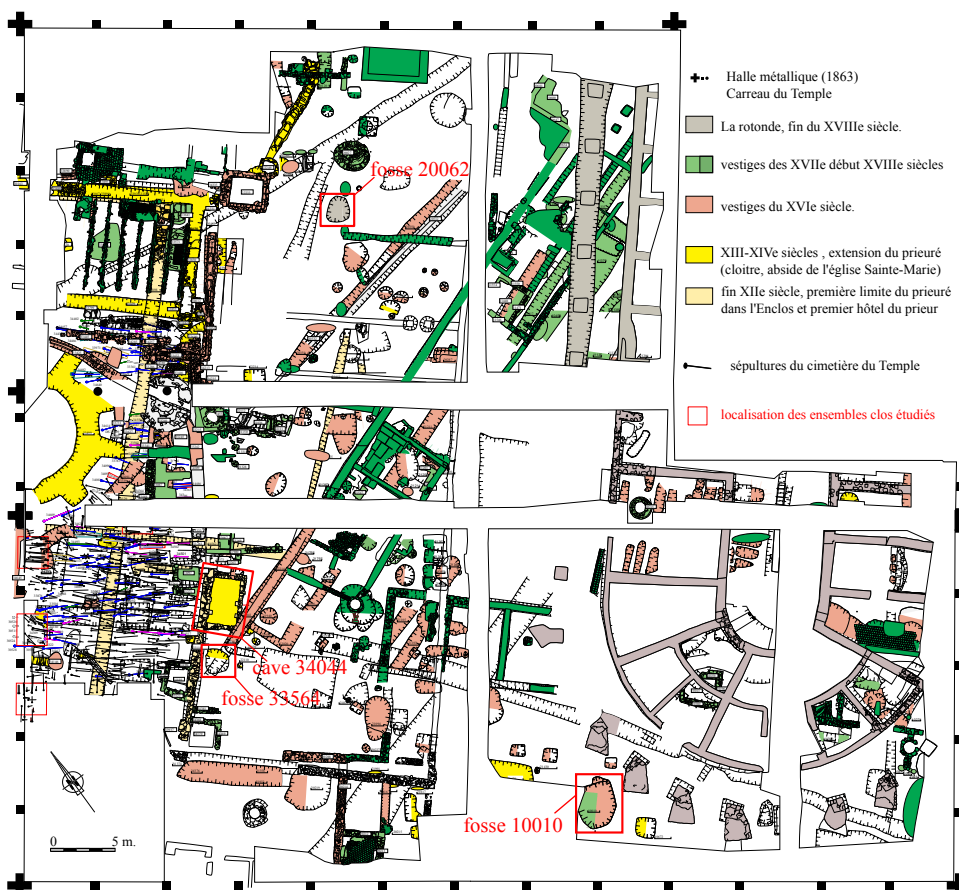 Halle métallique (1863)
Carreau du Temple
La rotonde, fin du XVIIIe siècle.
vestiges des XVIIe début XVIIIe siècles
vestiges du XVIe siècle.
XIII-XIVe siècles , extension du prieuré
(cloitre, abside de l'église Sainte-Marie)
fin XIIe siècle, première limite du prieuré
dans l'Enclos et premier hôtel du prieur
sépultures du cimetière du Temple
localisation des ensembles clos étudiés
fosse 20062
cave 34044
fosse 33564
fosse 10010
0 5 m.